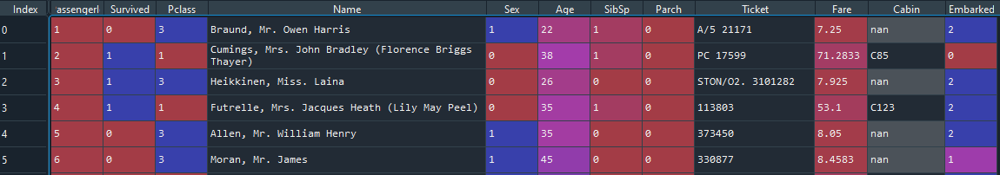 Index assengerI Survived Pclass Name Sex Age SibSp Parch Ticket Fare Cabin Embarked
0 1 0 3 Braund, Mr. Owen Harris 1 22 1 0 A/5 21171 7.25 nan 2
1 2 1 1 Cumings, Mrs. John Bradley (Florence Briggs Thayer) 0 38 1 0 PC 17599 71.2833 C85 0
2 3 1 3 Heikkinen, Miss. Laina 0 26 0 0 STON/O2. 3101282 7.925 nan 2
3 4 1 1 Futrelle, Mrs. Jacques Heath (Lily May Peel) 0 35 1 0 113803 53.1 C123 2
4 5 0 3 Allen, Mr. William Henry 1 35 0 0 373450 8.05 nan 2
5 6 0 3 Moran, Mr. James 1 45 0 0 330877 8.4583 nan 1